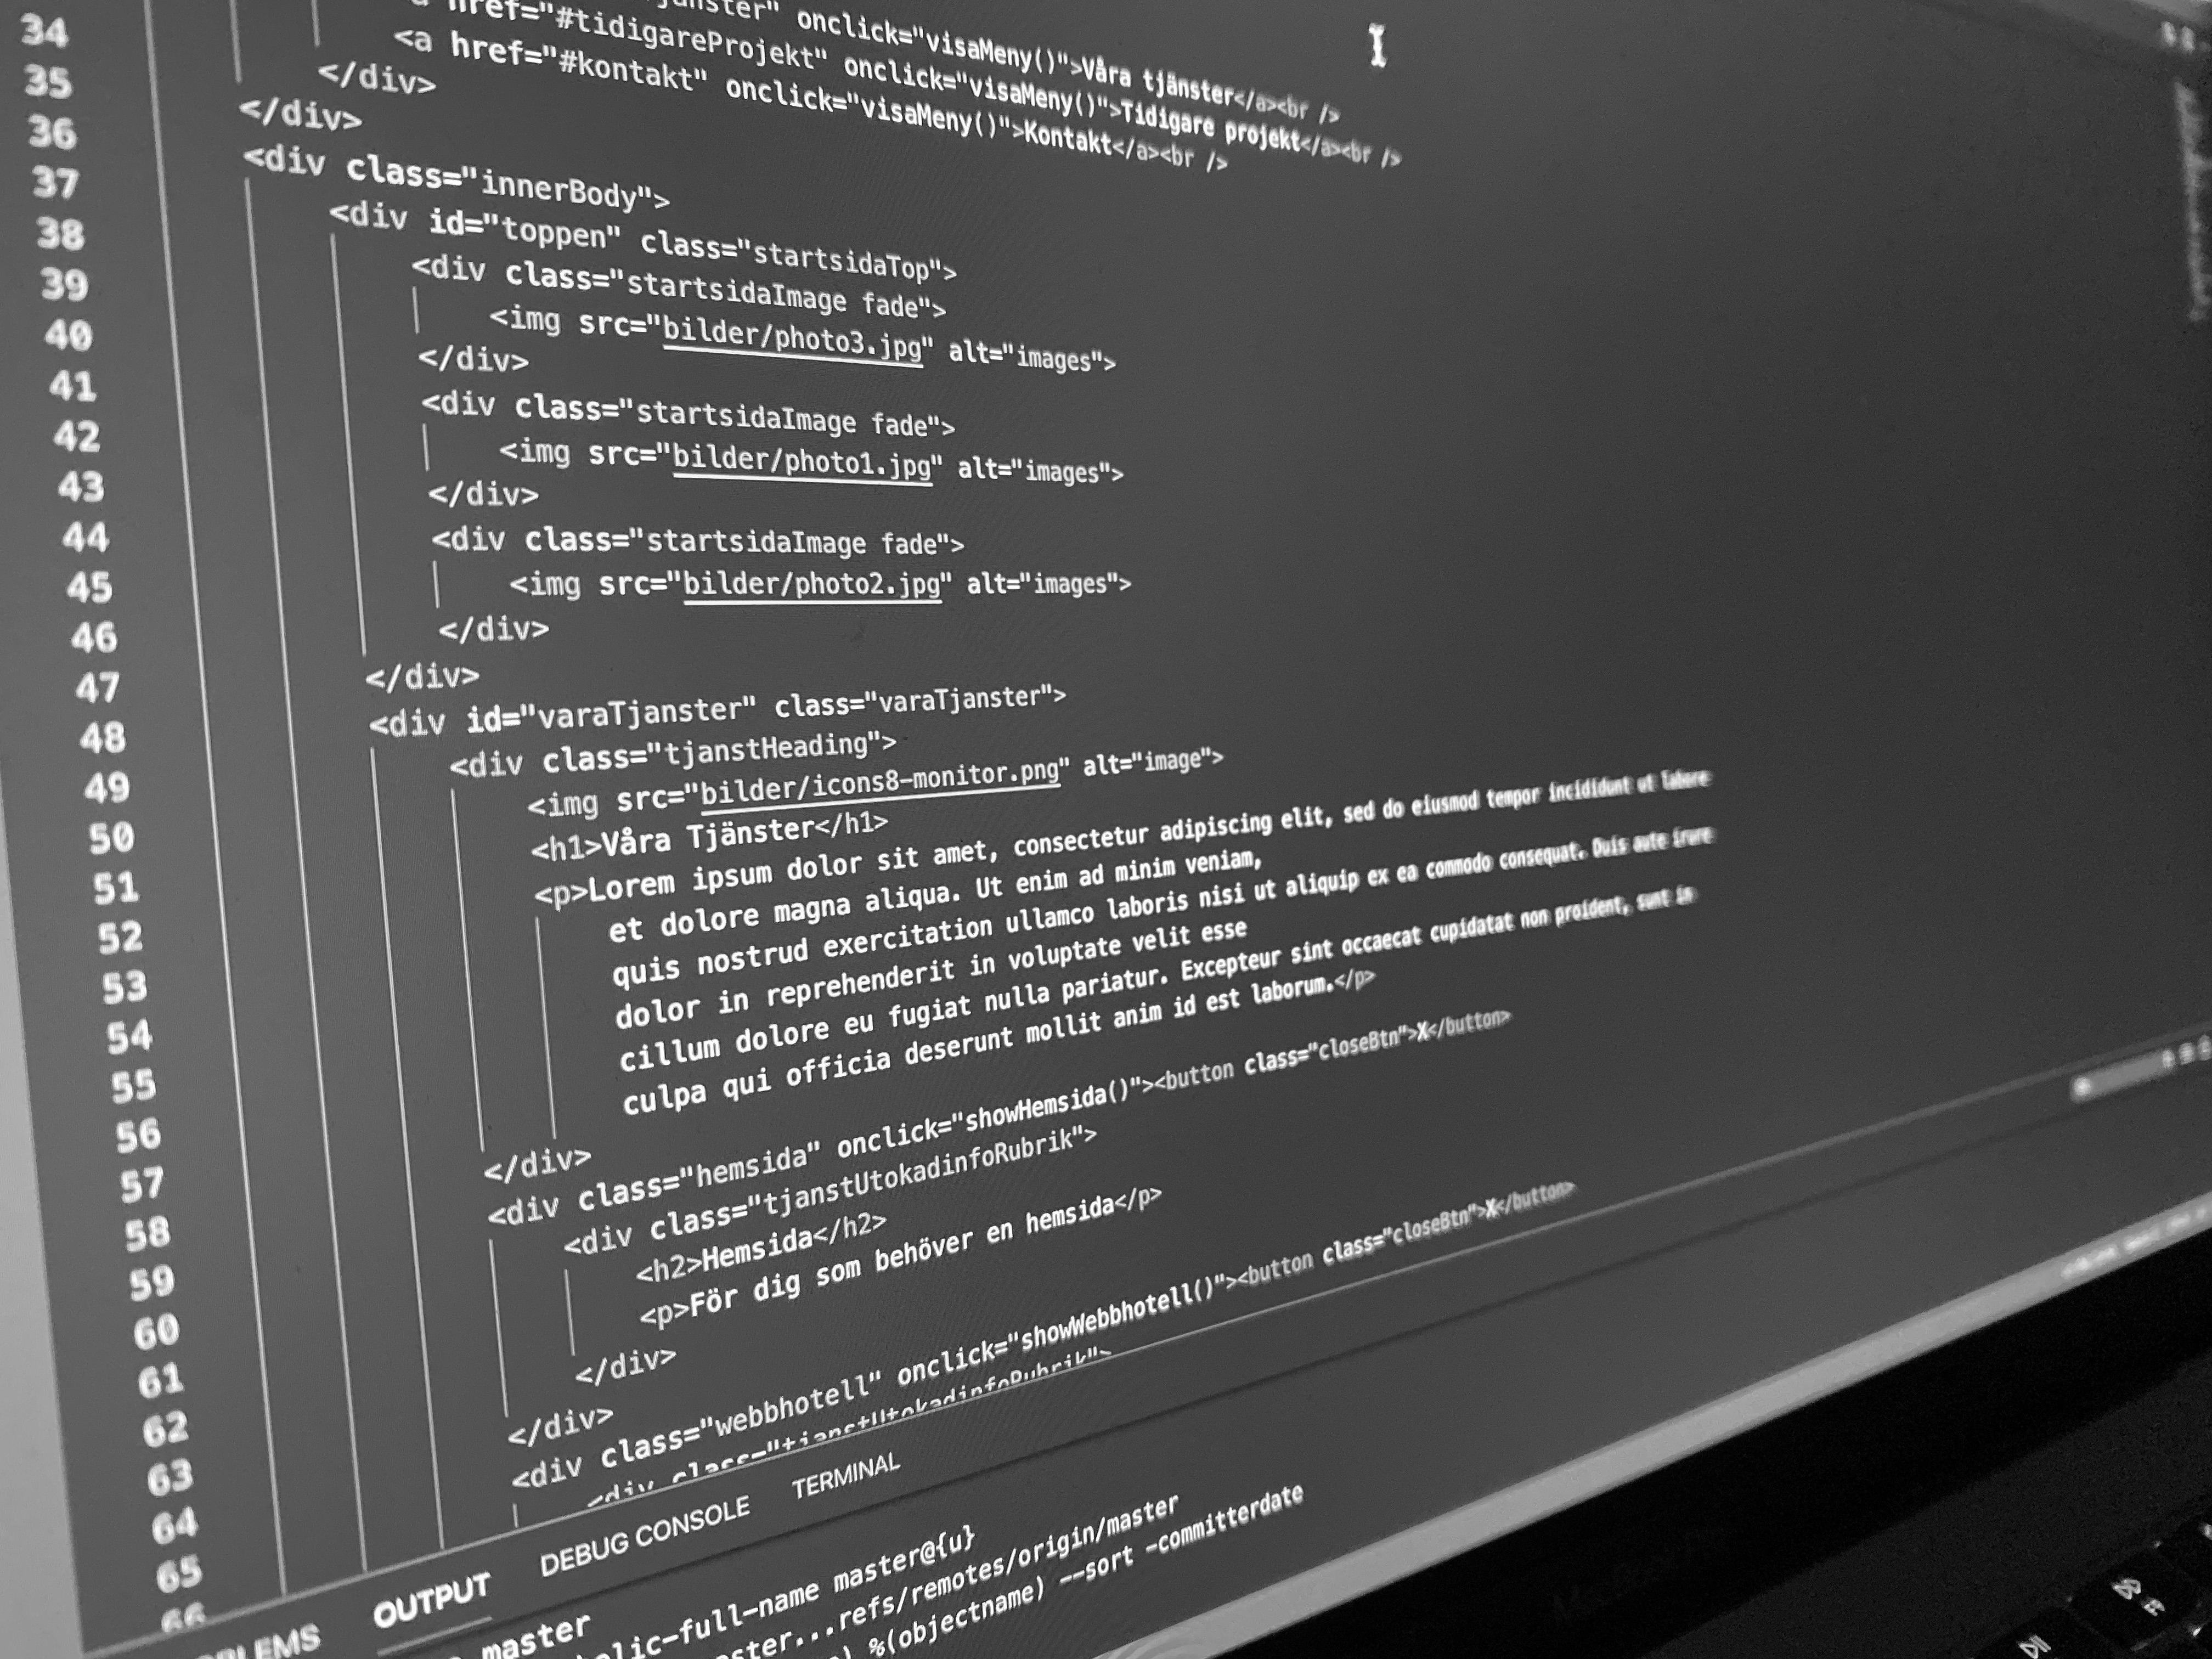 onclick="visaMeny()">Våra tjänster</a><br />
href="#tidigareProjekt" onclick="visaMeny()">Tidigare projekt</a><br />
34 <a href="#kontakt" onclick="visaMeny()">Kontakt</a><br />
35 </div>
36 </div>
37 <div class="innerBody">
38 <div id="toppen" class="startsidaTop">
39 <div class="startsidaImage fade">
40 <img src="bilder/photo3.jpg" alt="images">
41 </div>
42 <div class="startsidaImage fade">
43 <img src="bilder/photo1.jpg" alt="images">
44 </div>
45 <div class="startsidaImage fade">
46 <img src="bilder/photo2.jpg" alt="images">
47 </div>
48 </div>
49 <div id="varaTjanster" class="varaTjanster">
50 <div class="tjanstHeading">
51 <img src="bilder/icons8-monitor.png" alt="image">
52 <h1>Våra Tjänster</h1>
53 <p>Lorem ipsum dolor sit amet, consectetur adipiscing elit, sed do eiusmod tempor incididunt ut labore
54 et dolore magna aliqua. Ut enim ad minim veniam,
55 quis nostrud exercitation ullamco laboris nisi ut aliquip ex ea commodo consequat. Duis aute irure
56 dolor in reprehenderit in voluptate velit esse
57 cillum dolore eu fugiat nulla pariatur. Excepteur sint occaecat cupidatat non proident, sunt in
58 culpa qui officia deserunt mollit anim id est laborum.</p>
59 </div>
60 <div class="hemsida" onclick="showHemsida()"><button class="closeBtn">X</button>
61 <div class="tjanstUtokadinfoRubrik">
62 <h2>Hemsida</h2>
63 <p>För dig som behöver en hemsida</p>
64 </div>
65 </div>
66 <div class="webbhotell" onclick="showWebbhotell()"><button class="closeBtn">X</button>
<div class="tjanstUtokadinfoRubrik">
OUTPUT DEBUG CONSOLE TERMINAL
master
-full-name master@{u}
refs/remotes/origin/master
%(objectname) --sort -committerdate